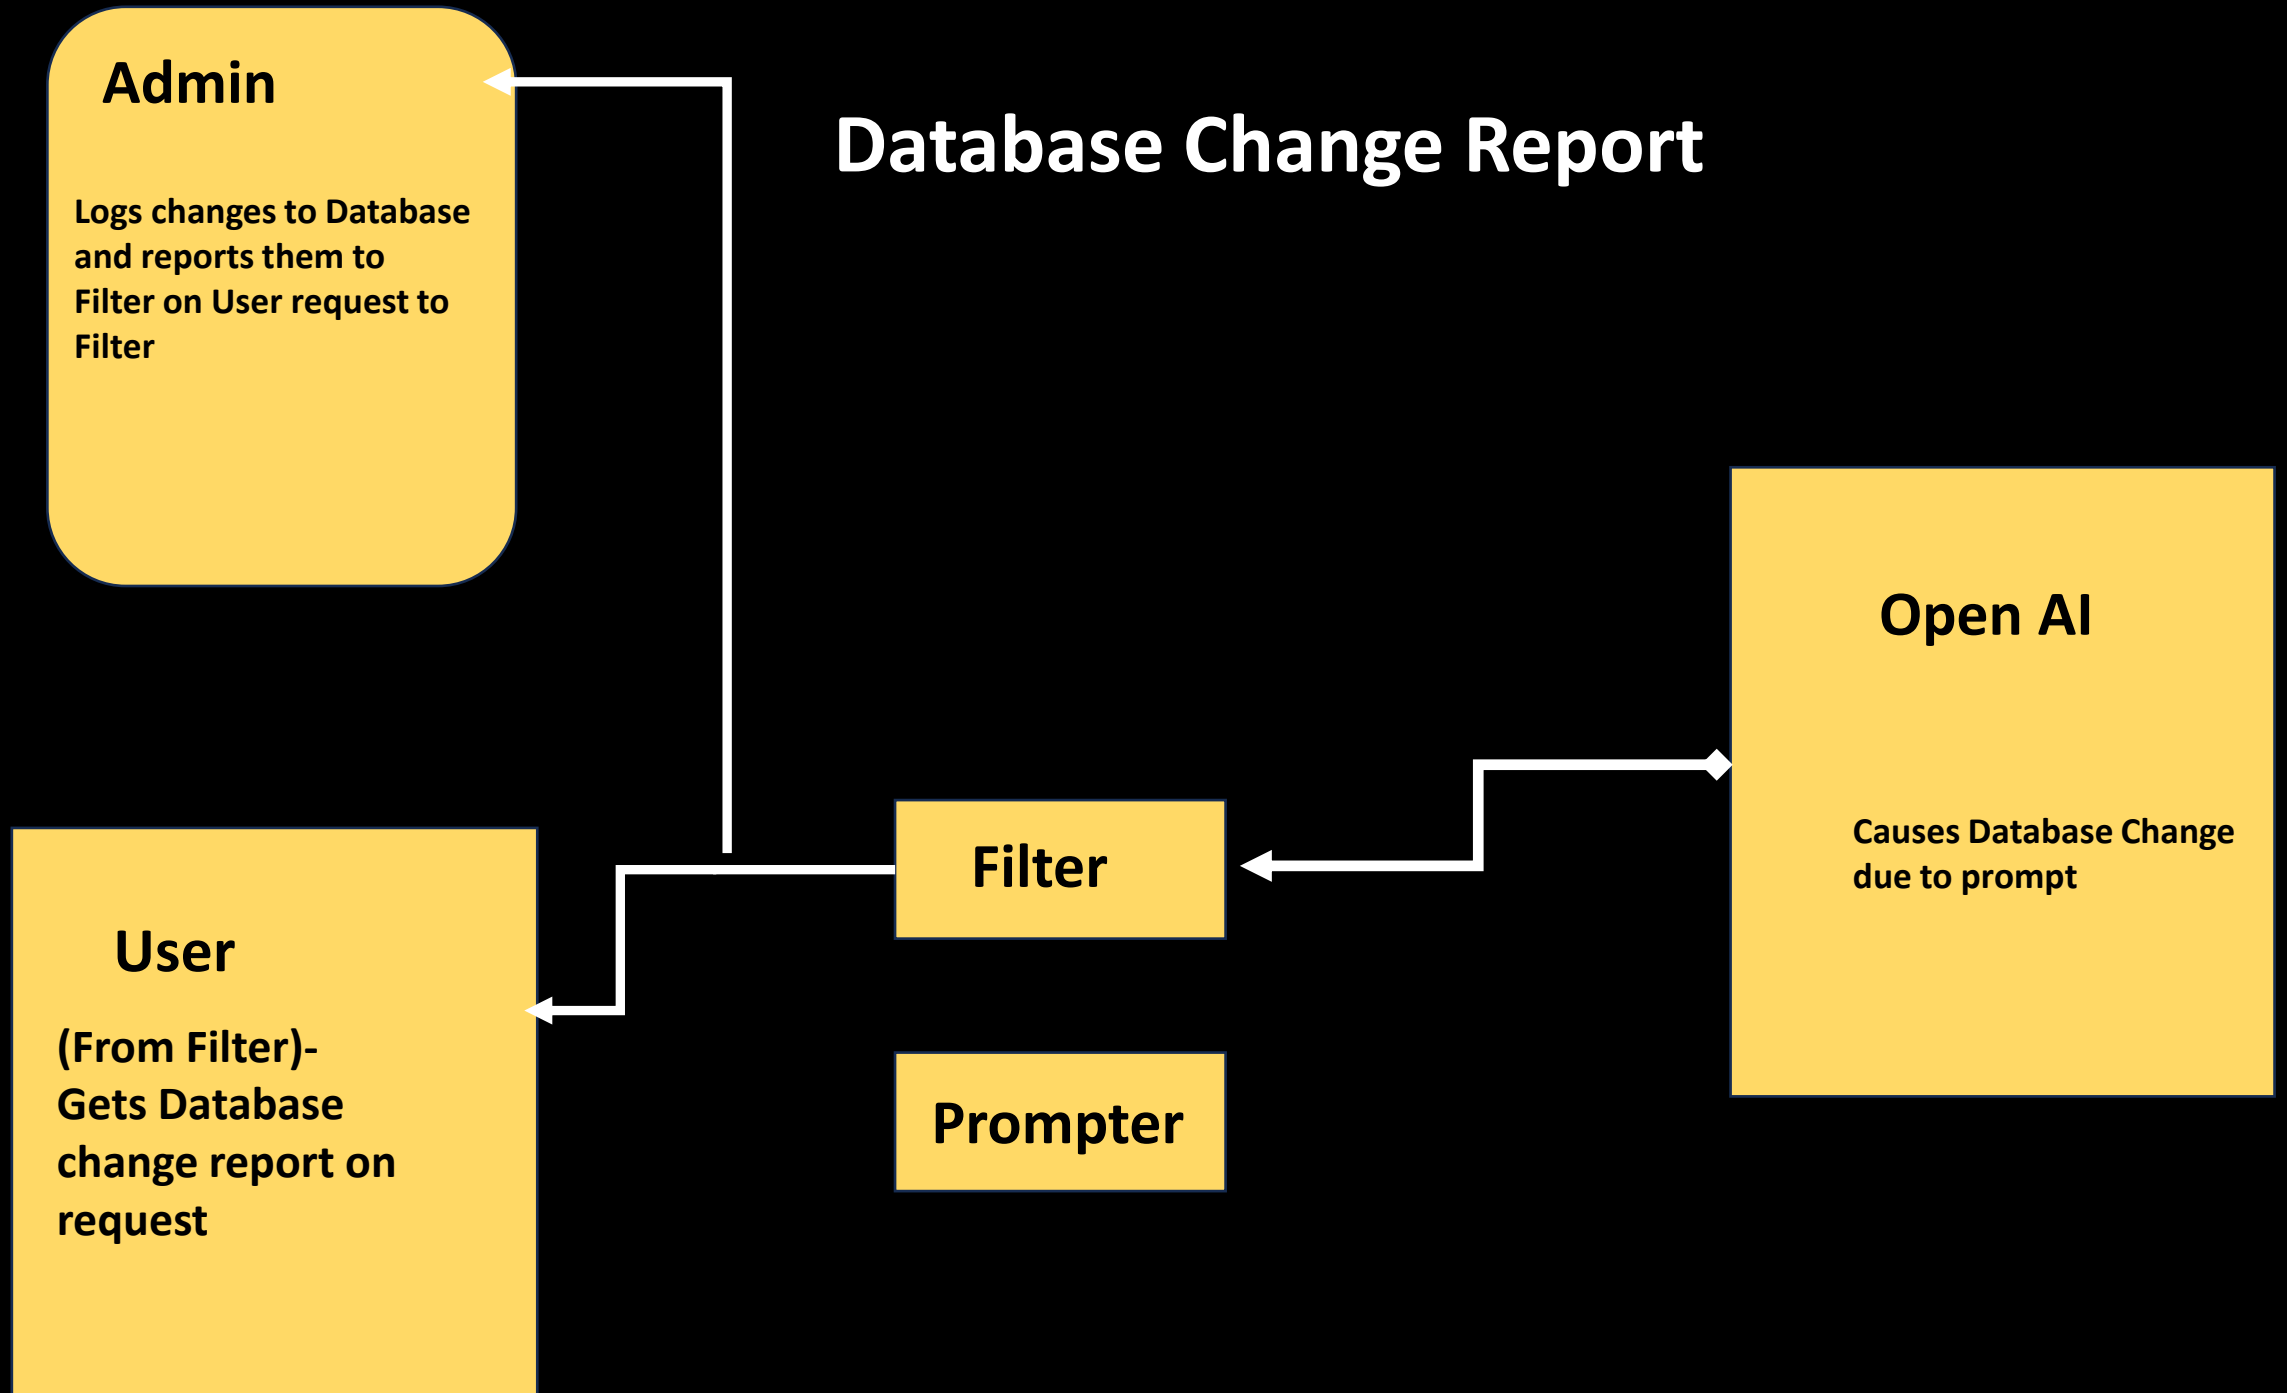 Admin
Logs changes to Database
and reports them to
Filter on User request to
Filter
Database Change Report
Open AI
Causes Database Change
due to prompt
Filter
Prompter
User
(From Filter)-
Gets Database
change report on
request